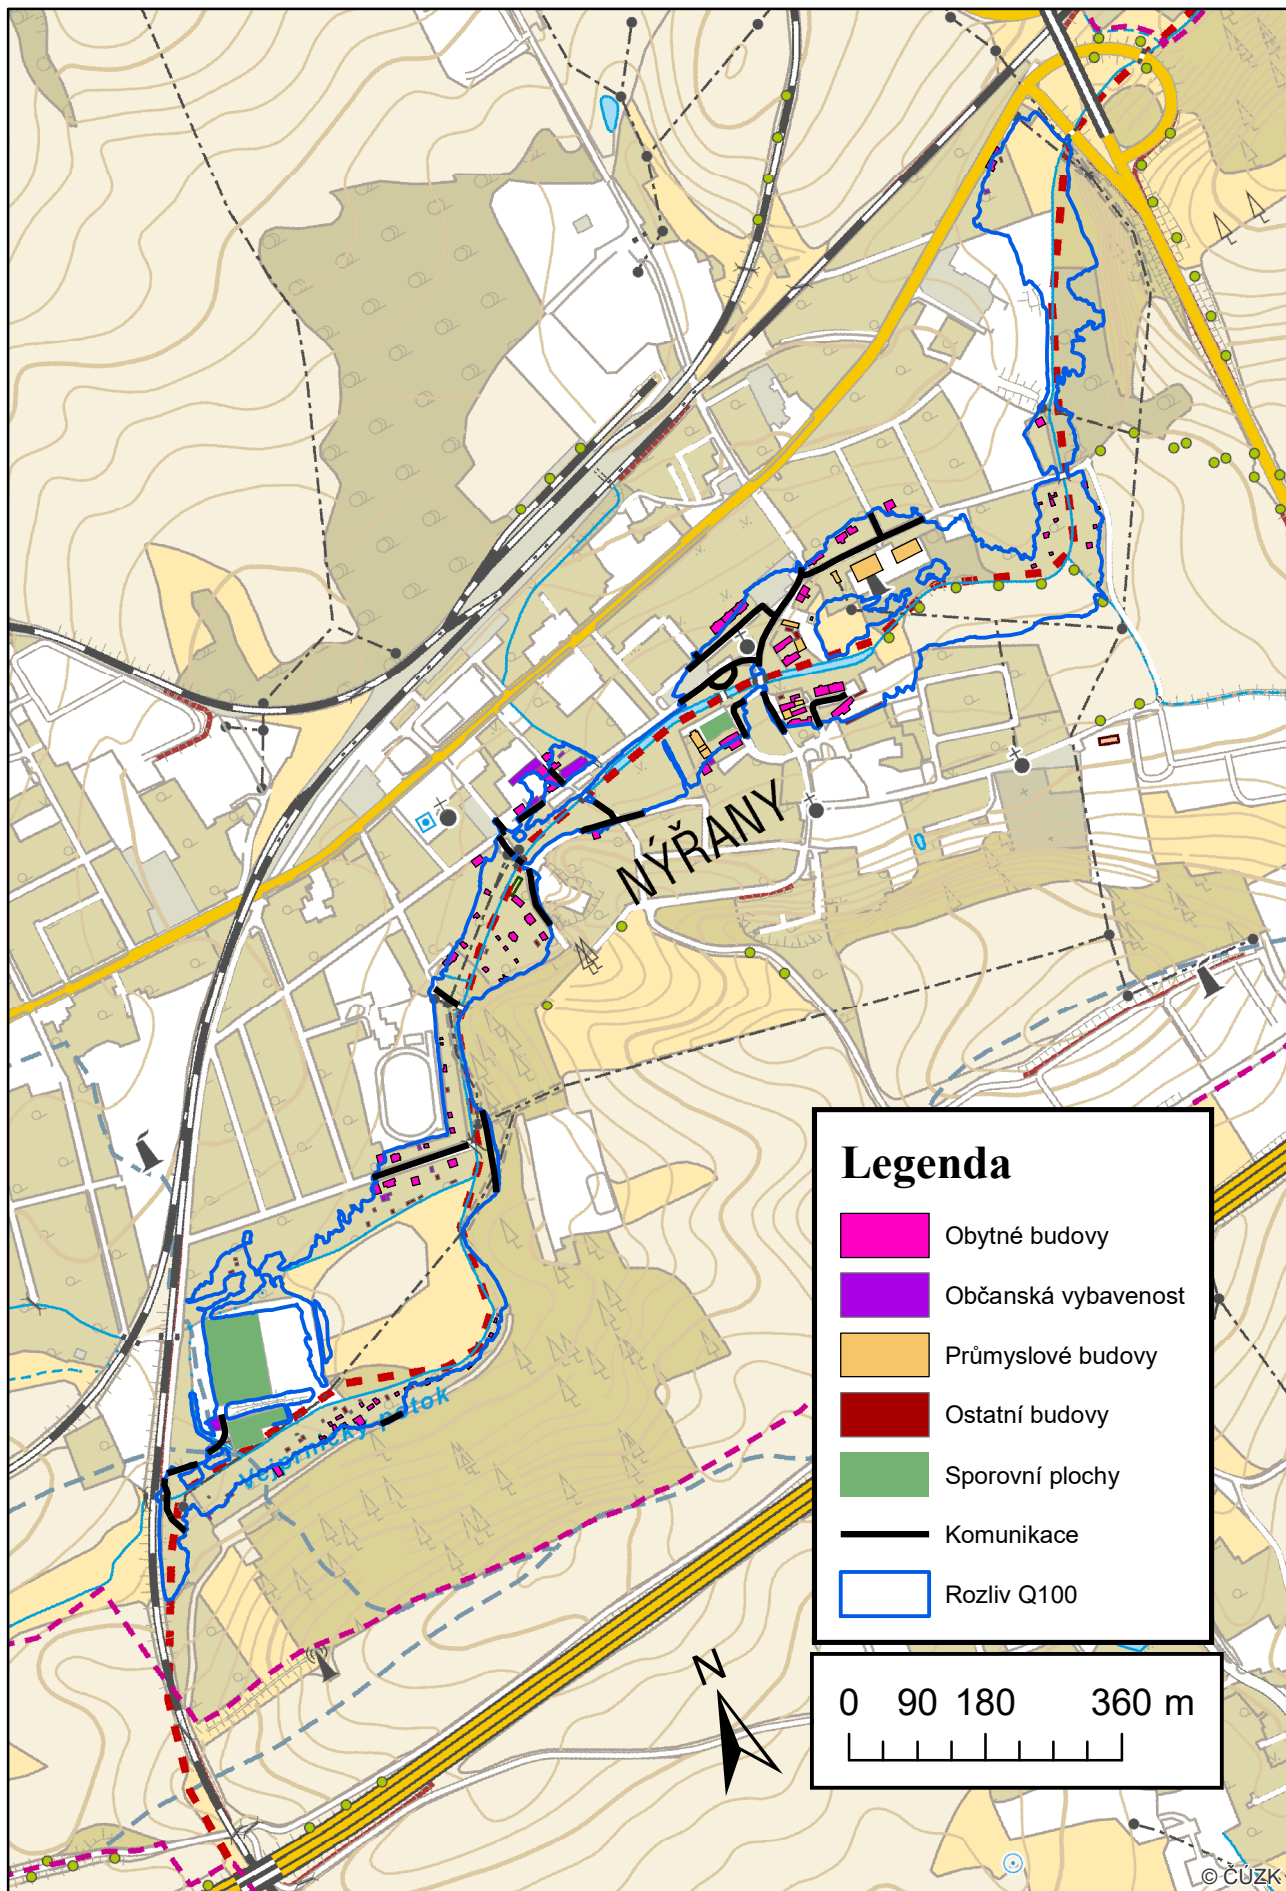 NÝŘANY
Vejprnický potok
Legenda
Obytné budovy
Občanská vybavenost
Průmyslové budovy
Ostatní budovy
Sporovní plochy
Komunikace
Rozliv Q100
N
0 90 180 360 m
© ČÚZK